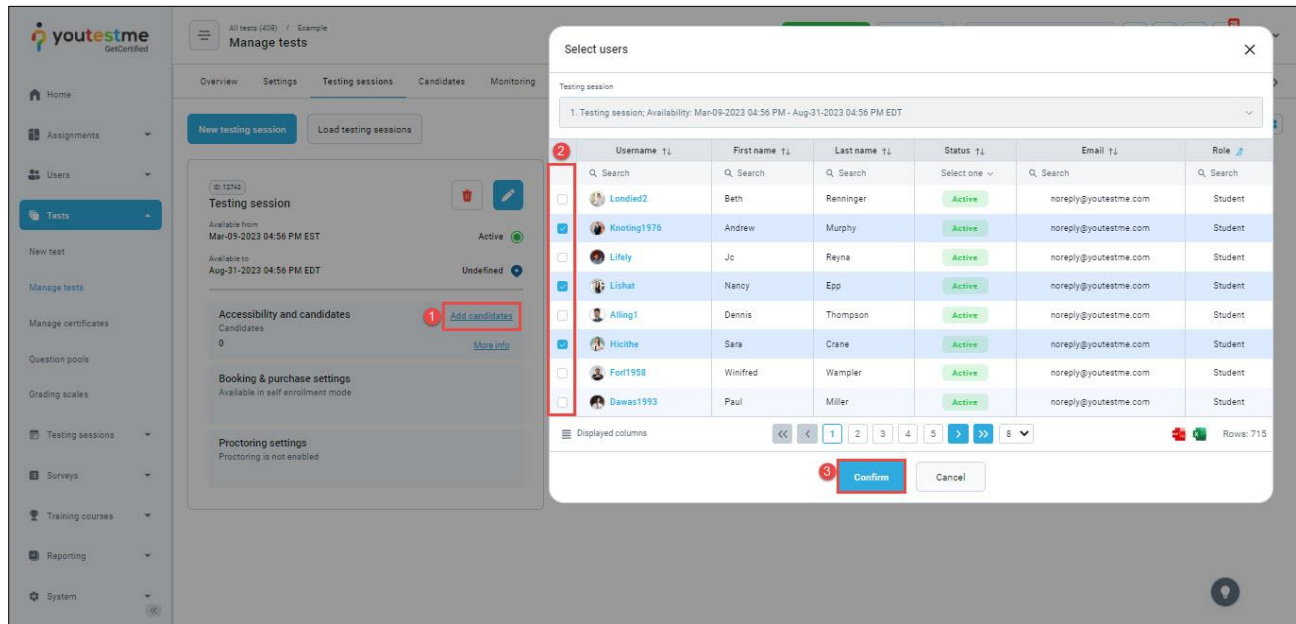 youtestme
GetCertified
Home
Assignments
Users
Tests
New test
Manage tests
Manage certificates
Question pools
Grading scales
Testing sessions
Surveys
Training courses
Reporting
System
All tests (408) / Example
Manage tests
Overview Settings Testing sessions Candidates Monitoring
New testing session Load testing sessions
ID: 12742
Testing session
Available from
Mar-09-2023 04:56 PM EST Active
Available to
Aug-31-2023 04:56 PM EDT Undefined
Accessibility and candidates 1 Add candidates
Candidates
0 More info
Booking & purchase settings
Available in self enrollment mode
Proctoring settings
Proctoring is not enabled
Select users
Testing session
1. Testing session; Availability: Mar-09-2023 04:56 PM - Aug-31-2023 04:56 PM EDT
2 Username First name Last name Status Email Role
Search Search Search Select one Search Search
Londied2 Beth Renninger Active noreply@youtestme.com Student
Knoting1976 Andrew Murphy Active noreply@youtestme.com Student
Lifely Jc Reyna Active noreply@youtestme.com Student
Lishat Nancy Epp Active noreply@youtestme.com Student
Alling1 Dennis Thompson Active noreply@youtestme.com Student
Hicithe Sara Crane Active noreply@youtestme.com Student
Forl1958 Winifred Wampler Active noreply@youtestme.com Student
Dawas1993 Paul Miller Active noreply@youtestme.com Student
Displayed columns << < 1 2 3 4 5 > >> 8 Rows: 715
3 Confirm Cancel